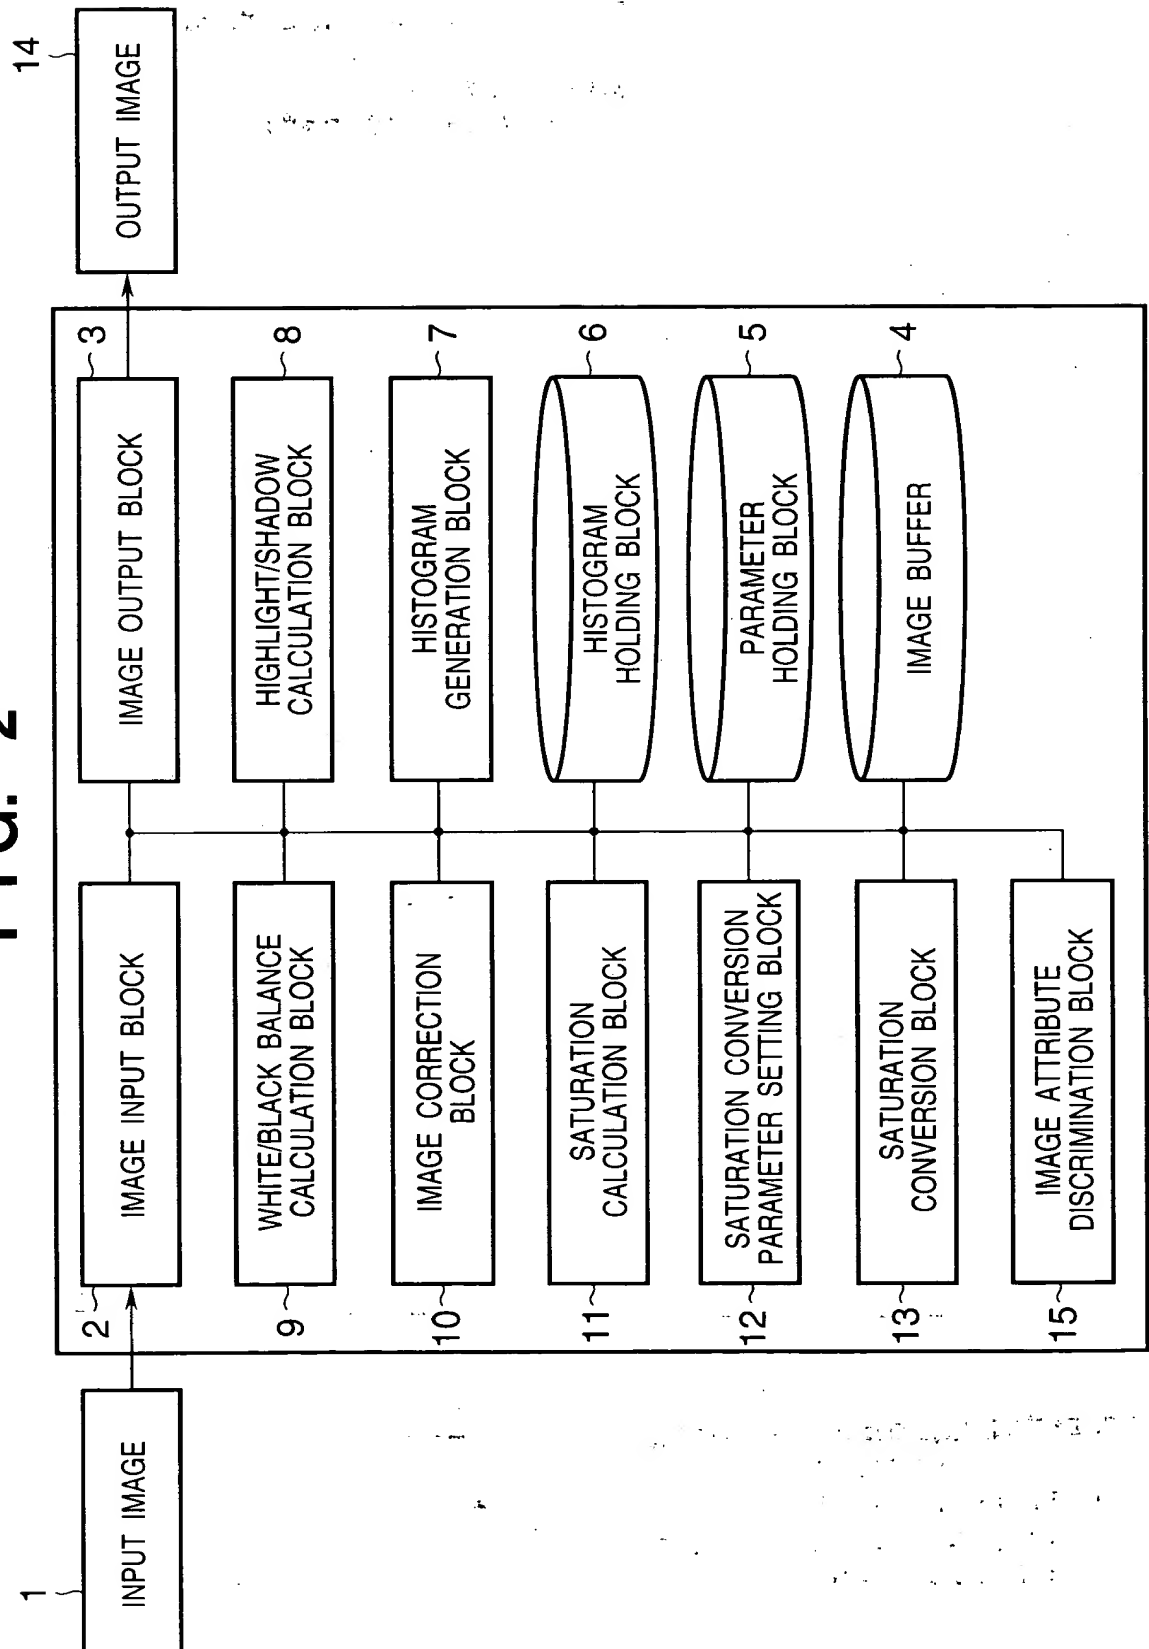 FIG. 2
1
INPUT IMAGE
2
IMAGE INPUT BLOCK
3
IMAGE OUTPUT BLOCK
14
OUTPUT IMAGE
9
WHITE/BLACK BALANCE
CALCULATION BLOCK
8
HIGHLIGHT/SHADOW
CALCULATION BLOCK
10
IMAGE CORRECTION
BLOCK
7
HISTOGRAM
GENERATION BLOCK
11
SATURATION
CALCULATION BLOCK
6
HISTOGRAM
HOLDING BLOCK
12
SATURATION CONVERSION
PARAMETER SETTING BLOCK
5
PARAMETER
HOLDING BLOCK
13
SATURATION
CONVERSION BLOCK
4
IMAGE BUFFER
15
IMAGE ATTRIBUTE
DISCRIMINATION BLOCK